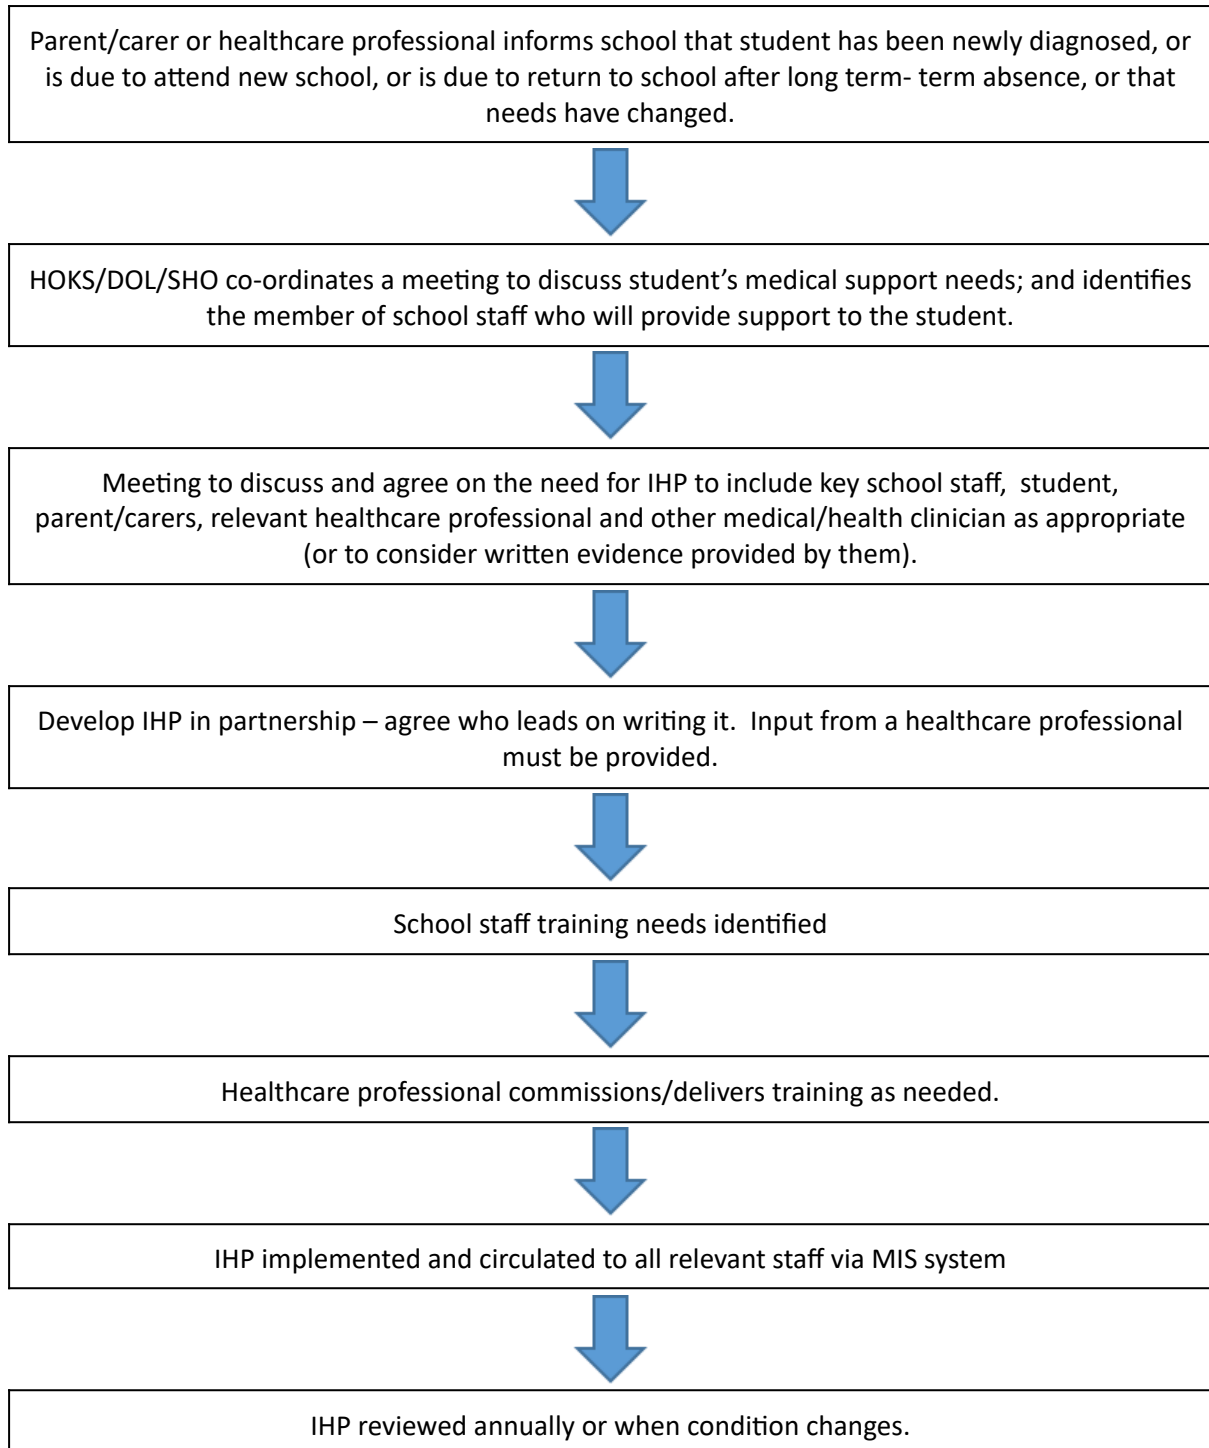 Parent/carer or healthcare professional informs school that student has been newly diagnosed, or
is due to attend new school, or is due to return to school after long term- term absence, or that
needs have changed.
HOKS/DOL/SHO co-ordinates a meeting to discuss student's medical support needs; and identifies
the member of school staff who will provide support to the student.
Meeting to discuss and agree on the need for IHP to include key school staff,  student,
parent/carers, relevant healthcare professional and other medical/health clinician as appropriate
(or to consider written evidence provided by them).
Develop IHP in partnership – agree who leads on writing it.  Input from a healthcare professional
must be provided.
School staff training needs identified
Healthcare professional commissions/delivers training as needed.
IHP implemented and circulated to all relevant staff via MIS system
IHP reviewed annually or when condition changes.